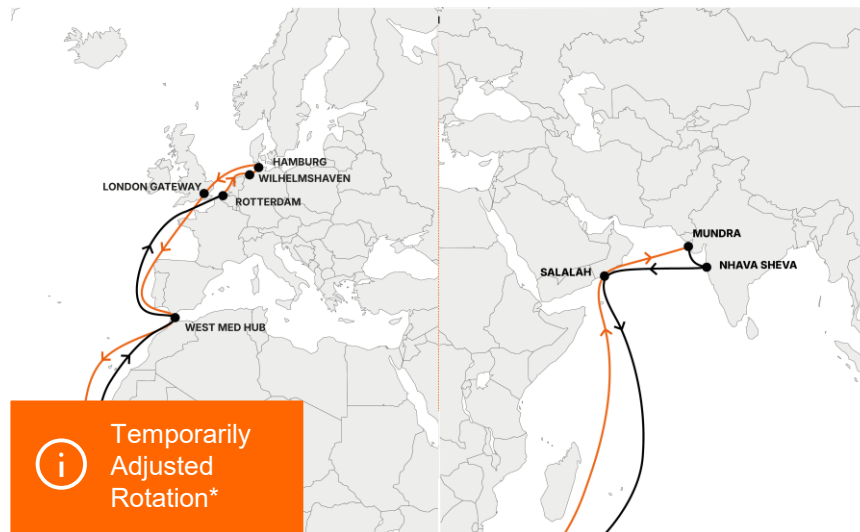 HAMBURG
WILHELMSHAVEN
LONDON GATEWAY
ROTTERDAM
WEST MED HUB
MUNDRA
NHAVA SHEVA
SALALAH
i
Temporarily
Adjusted
Rotation*